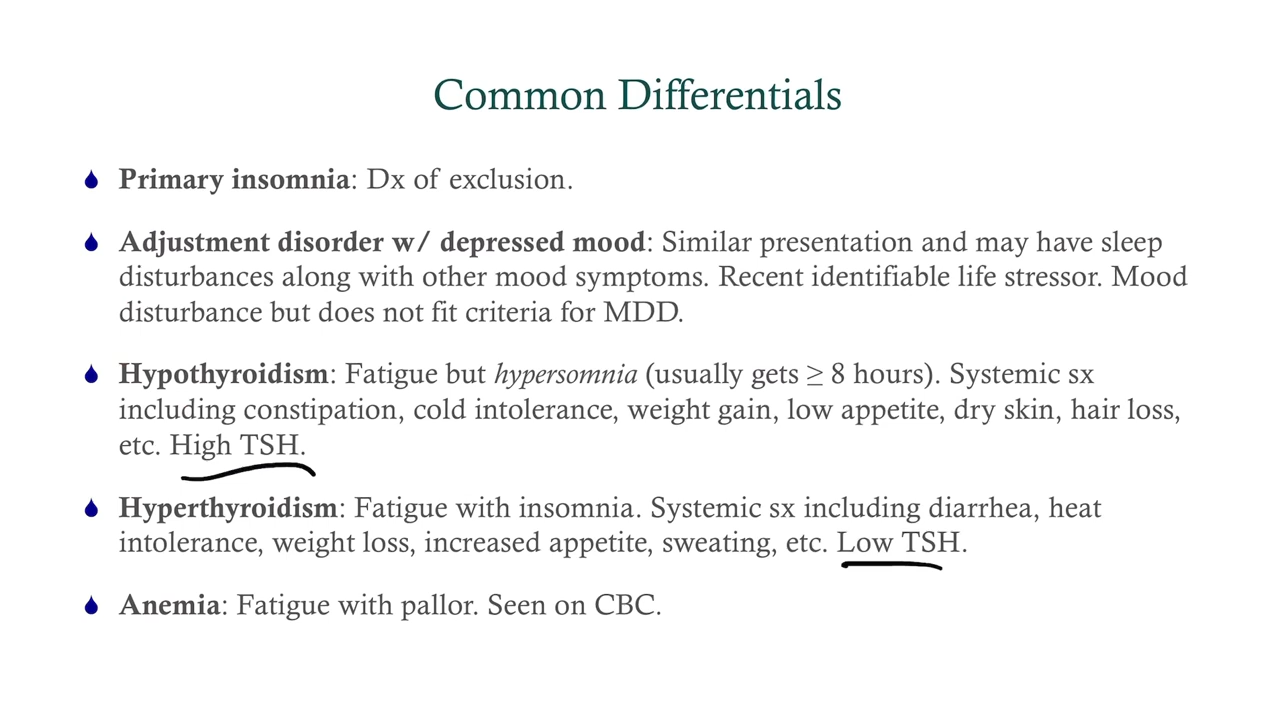 Common Differentials
Primary insomnia: Dx of exclusion.
Adjustment disorder w/ depressed mood: Similar presentation and may have sleep
disturbances along with other mood symptoms. Recent identifiable life stressor. Mood
disturbance but does not fit criteria for MDD.
Hypothyroidism: Fatigue but hypersomnia (usually gets ≥ 8 hours). Systemic sx
including constipation, cold intolerance, weight gain, low appetite, dry skin, hair loss,
etc. High TSH.
Hyperthyroidism: Fatigue with insomnia. Systemic sx including diarrhea, heat
intolerance, weight loss, increased appetite, sweating, etc. Low TSH.
Anemia: Fatigue with pallor. Seen on CBC.